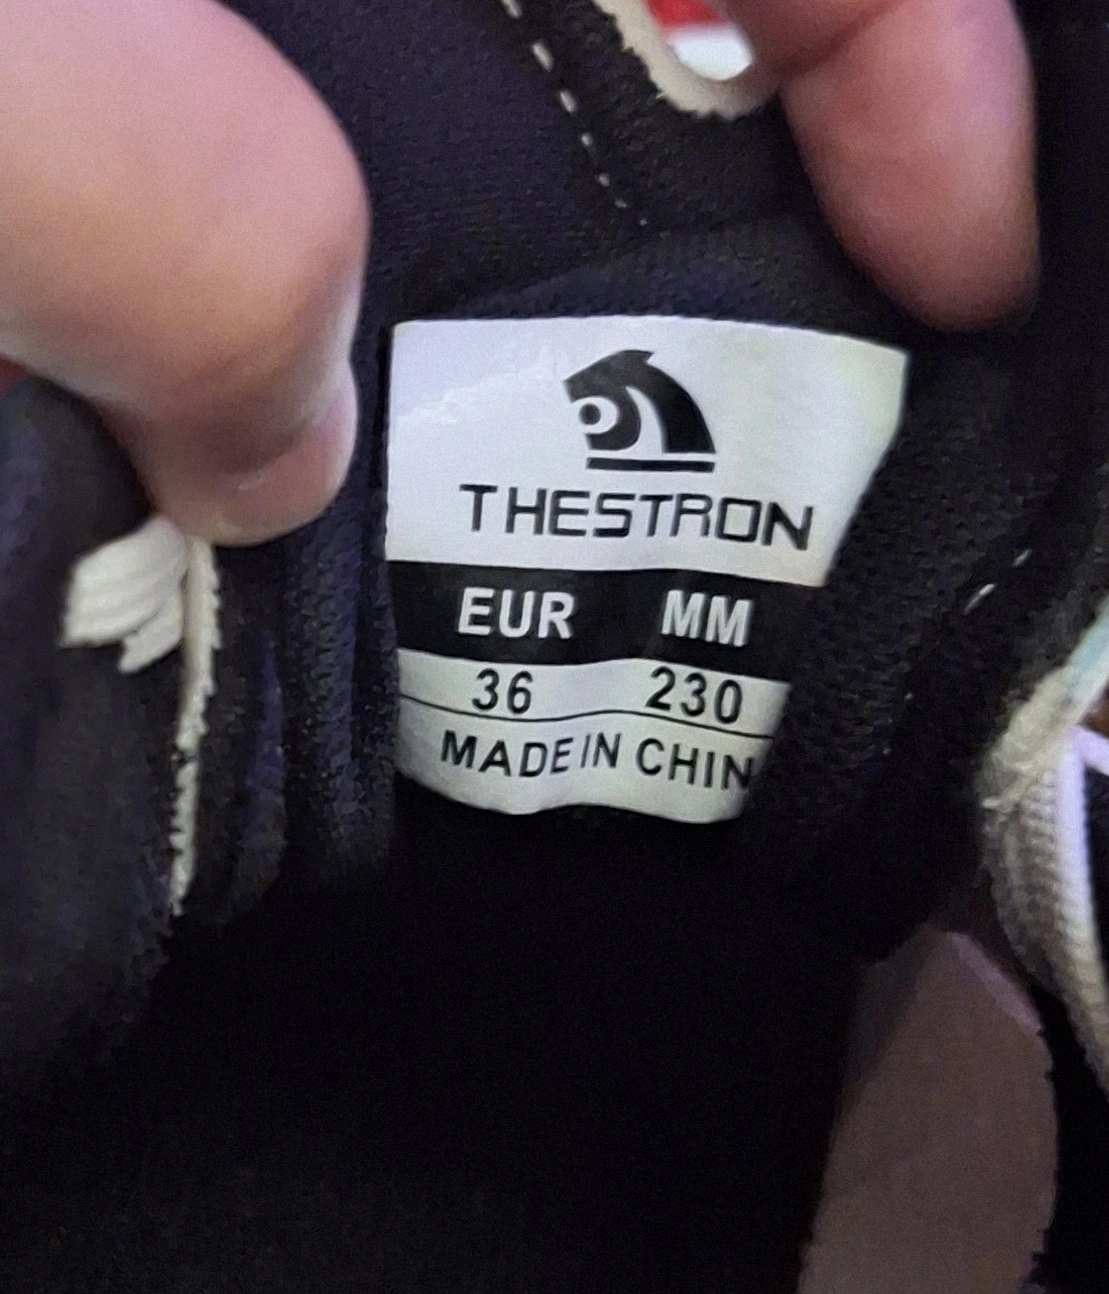 THESTRON
EUR MM
36 230
MADE IN CHIN